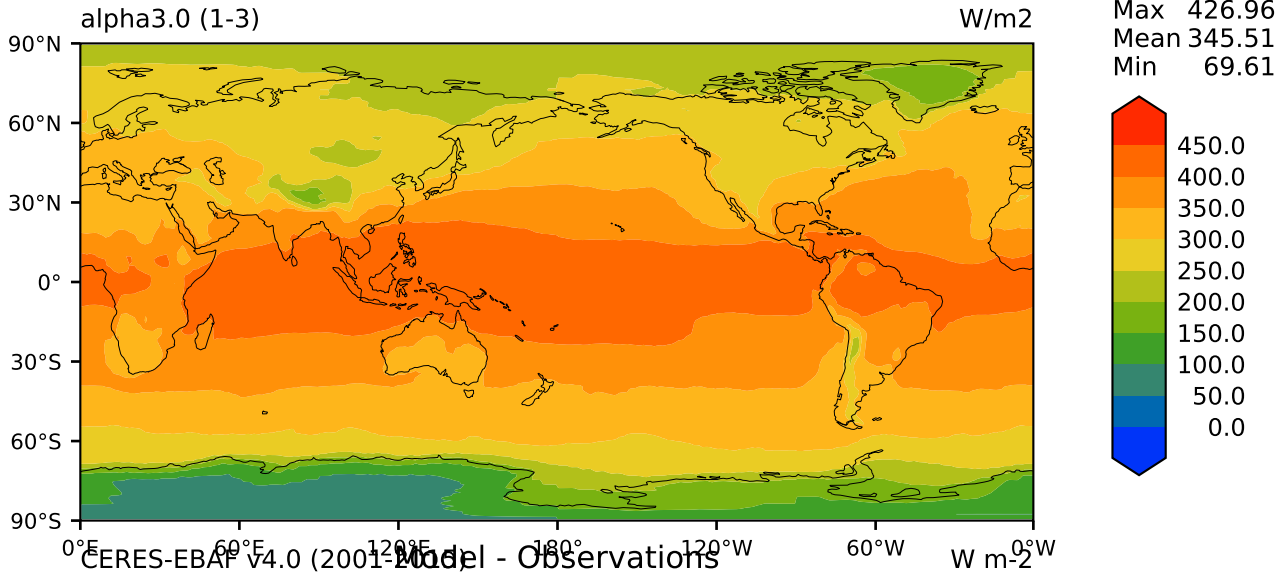 alpha3.0 (1-3) W/m2
Max 426.96
Mean 345.51
Min 69.61
90°N
60°N
30°N
0°
30°S
60°S
90°S
0°E 60°E 120°E 180° 120°W 60°W 0°W
450.0
400.0
350.0
300.0
250.0
200.0
150.0
100.0
50.0
0.0
CERES-EBAF v4.0 (2001-2015) Model - Observations W m-2